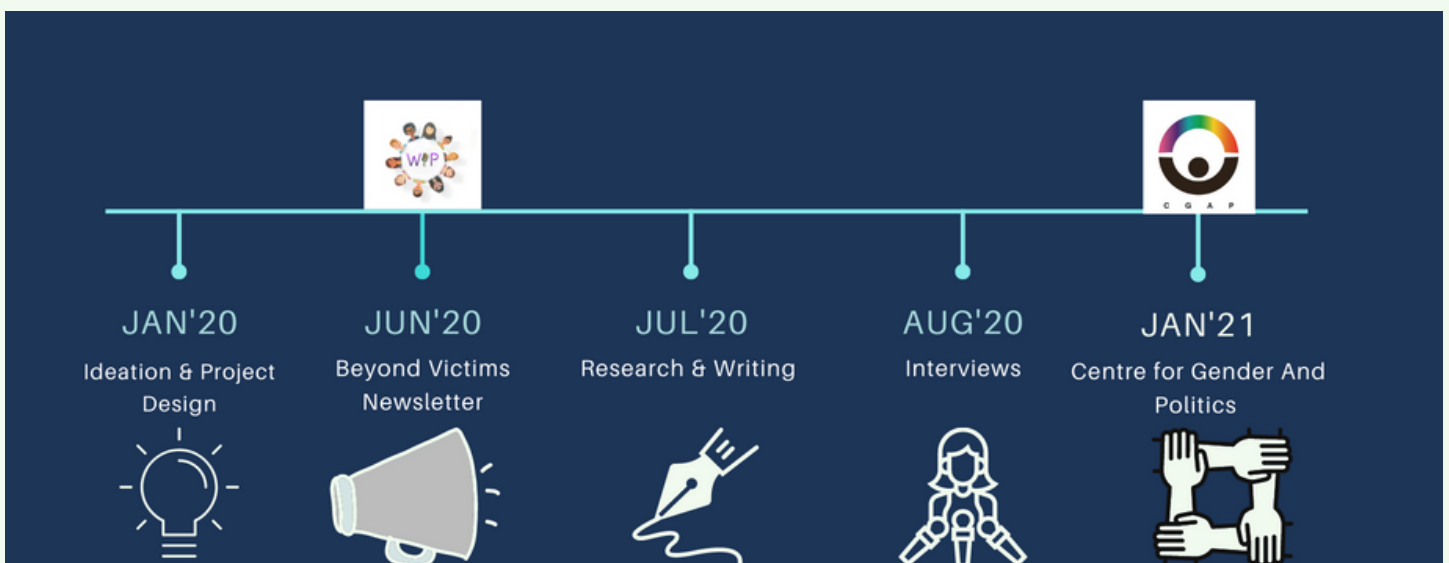 WIP
C G A P
JAN'20
Ideation & Project
Design
JUN'20
Beyond Victims
Newsletter
JUL'20
Research & Writing
AUG'20
Interviews
JAN'21
Centre for Gender And
Politics